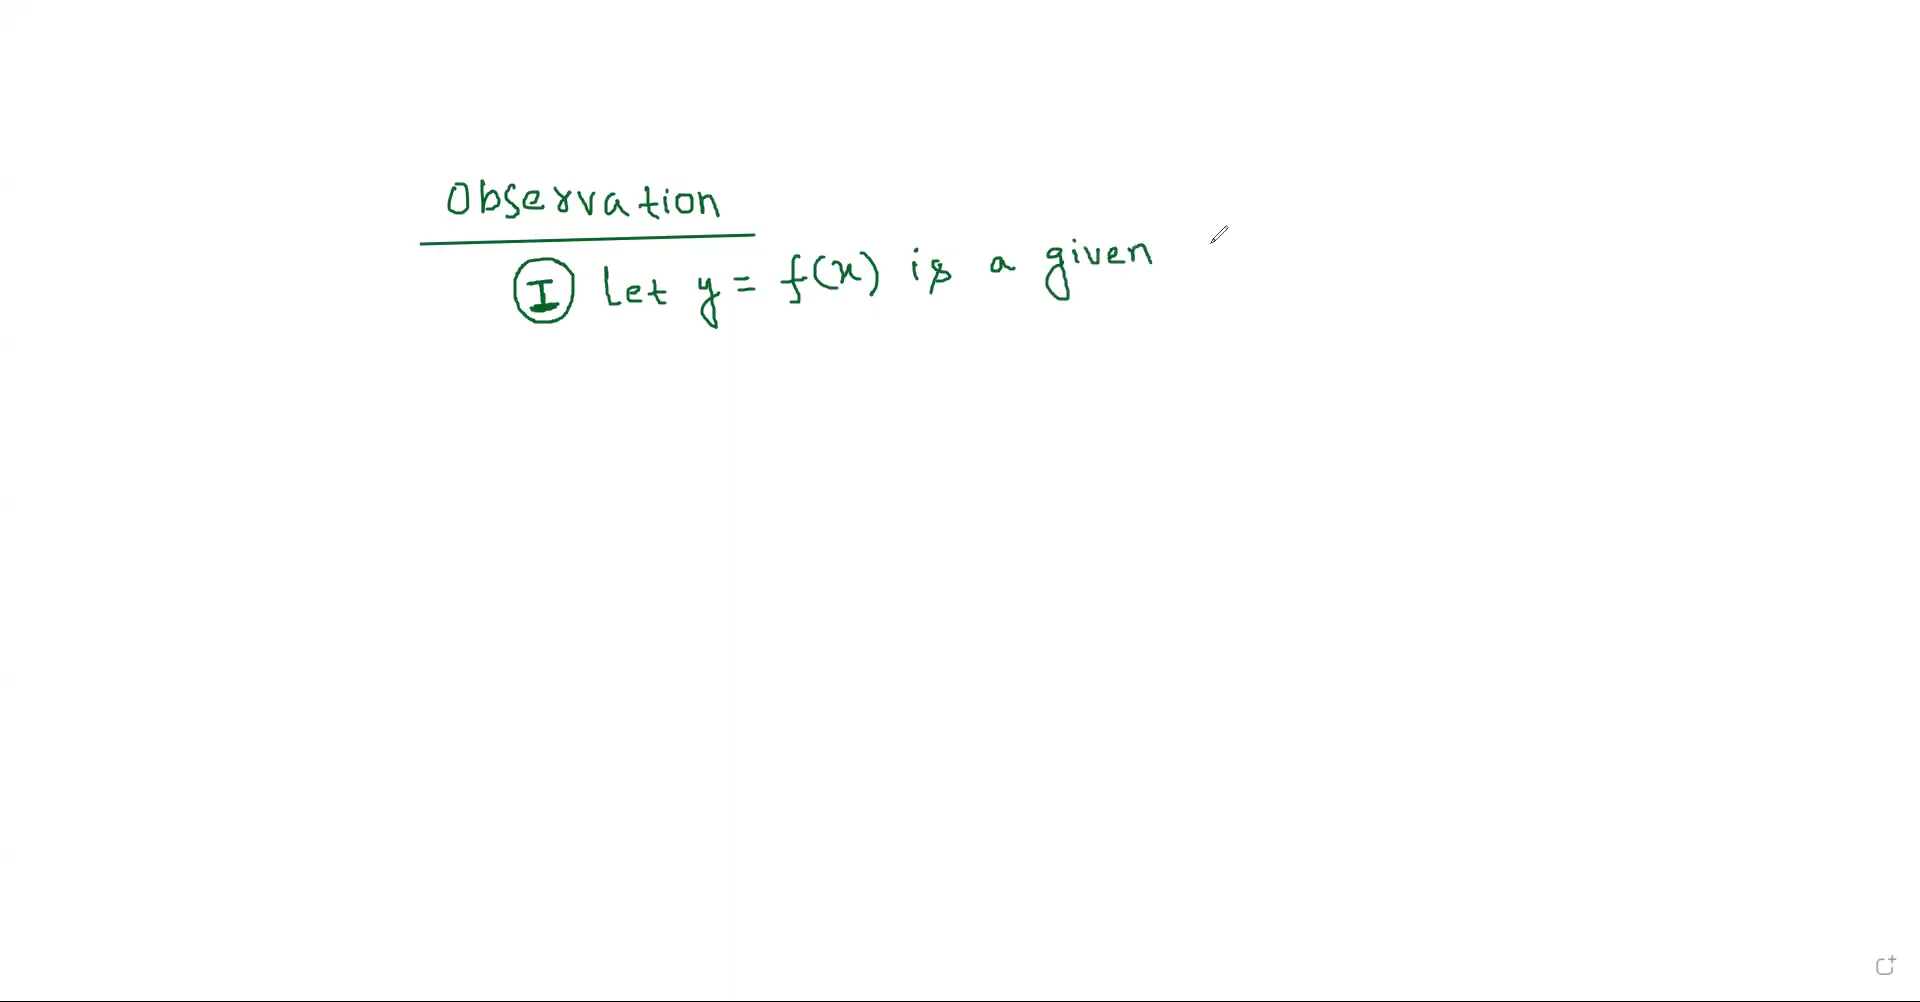 Observation
I Let y = f(x) is a given